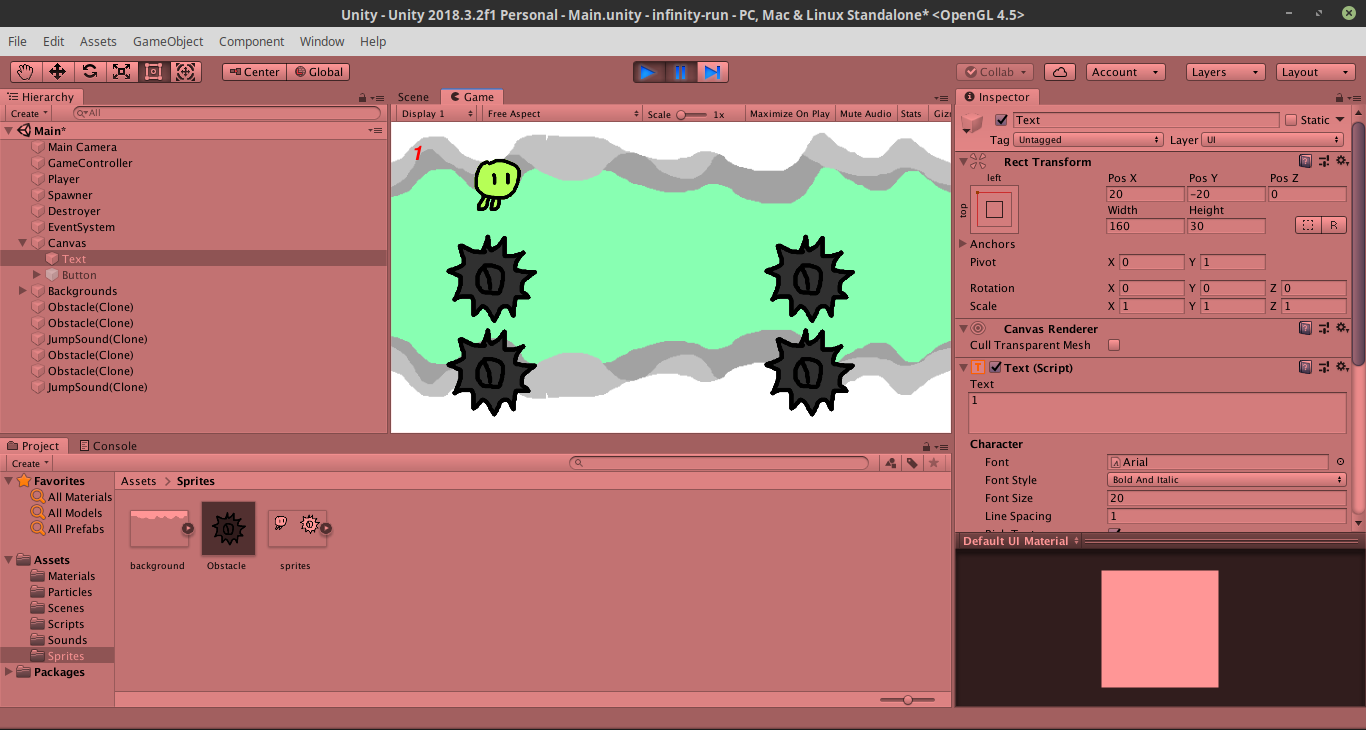 Unity - Unity 2018.3.2f1 Personal - Main.unity - infinity-run - PC, Mac & Linux Standalone* <OpenGL 4.5>
File Edit Assets GameObject Component Window Help
Center Global Collab Account Layers Layout
Hierarchy
Create All
Main*
Main Camera
GameController
Player
Spawner
Destroyer
EventSystem
Canvas
Text
Button
Backgrounds
Obstacle(Clone)
Obstacle(Clone)
JumpSound(Clone)
Obstacle(Clone)
Obstacle(Clone)
JumpSound(Clone)
Scene Game
Display 1 Free Aspect Scale 1x Maximize On Play Mute Audio Stats Giz
1
Inspector
Text Static
Tag Untagged Layer UI
Rect Transform
left Pos X Pos Y Pos Z
top 20 -20 0
Width Height
160 30 R
Anchors
Pivot X 0 Y 1
Rotation X 0 Y 0 Z 0
Scale X 1 Y 1 Z 1
Canvas Renderer
Cull Transparent Mesh
Text (Script)
Text
1
Character
Font Arial
Font Style Bold And Italic
Font Size 20
Line Spacing 1
Default UI Material
Project Console
Create
Favorites
All Materials
All Models
All Prefabs
Assets
Materials
Particles
Scenes
Scripts
Sounds
Sprites
Packages
Assets > Sprites
background Obstacle sprites